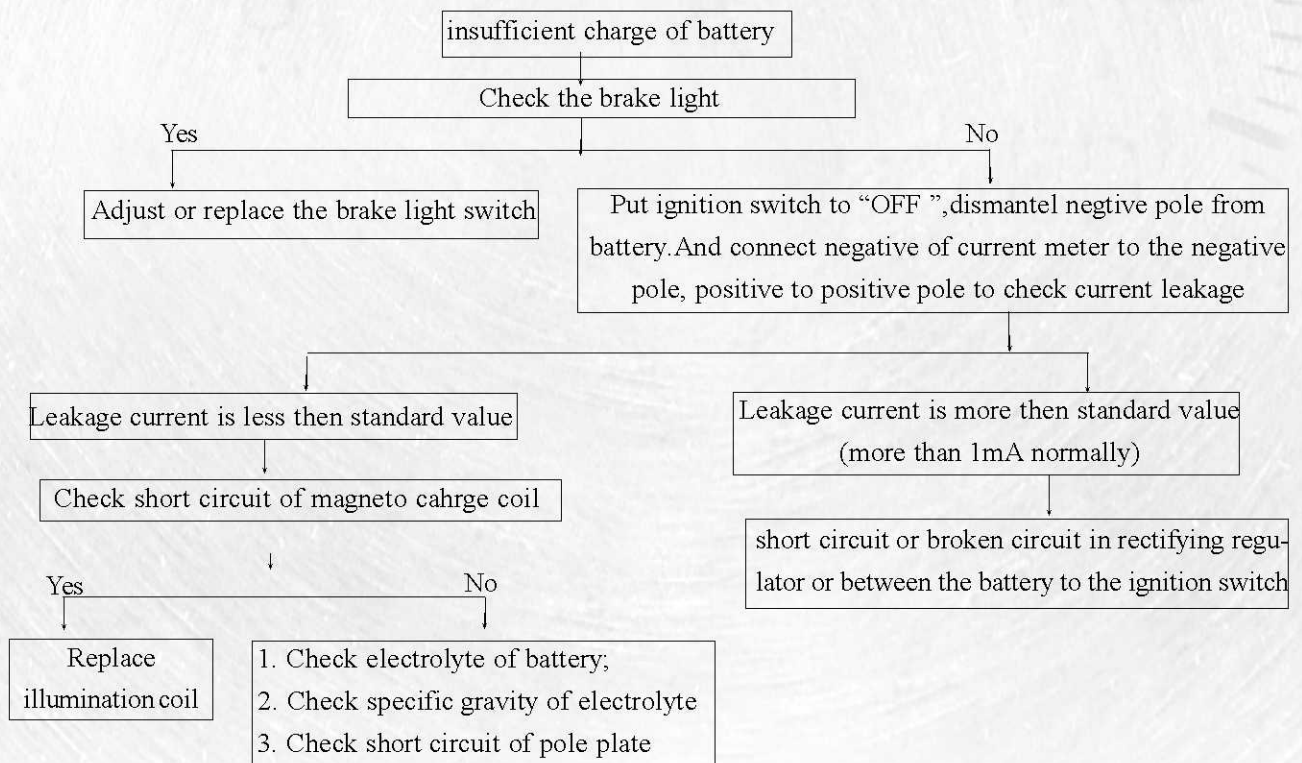 insufficient charge of battery
Check the brake light
Yes
No
Adjust or replace the brake light switch
Put ignition switch to “OFF ”,dismantel negtive pole from
battery.And connect negative of current meter to the negative
pole, positive to positive pole to check current leakage
Leakage current is less then standard value
Leakage current is more then standard value
(more than 1mA normally)
Check short circuit of magneto cahrge coil
short circuit or broken circuit in rectifying regu-
lator or between the battery to the ignition switch
Yes
No
Replace
illumination coil
1. Check electrolyte of battery;
2. Check specific gravity of electrolyte
3. Check short circuit of pole plate